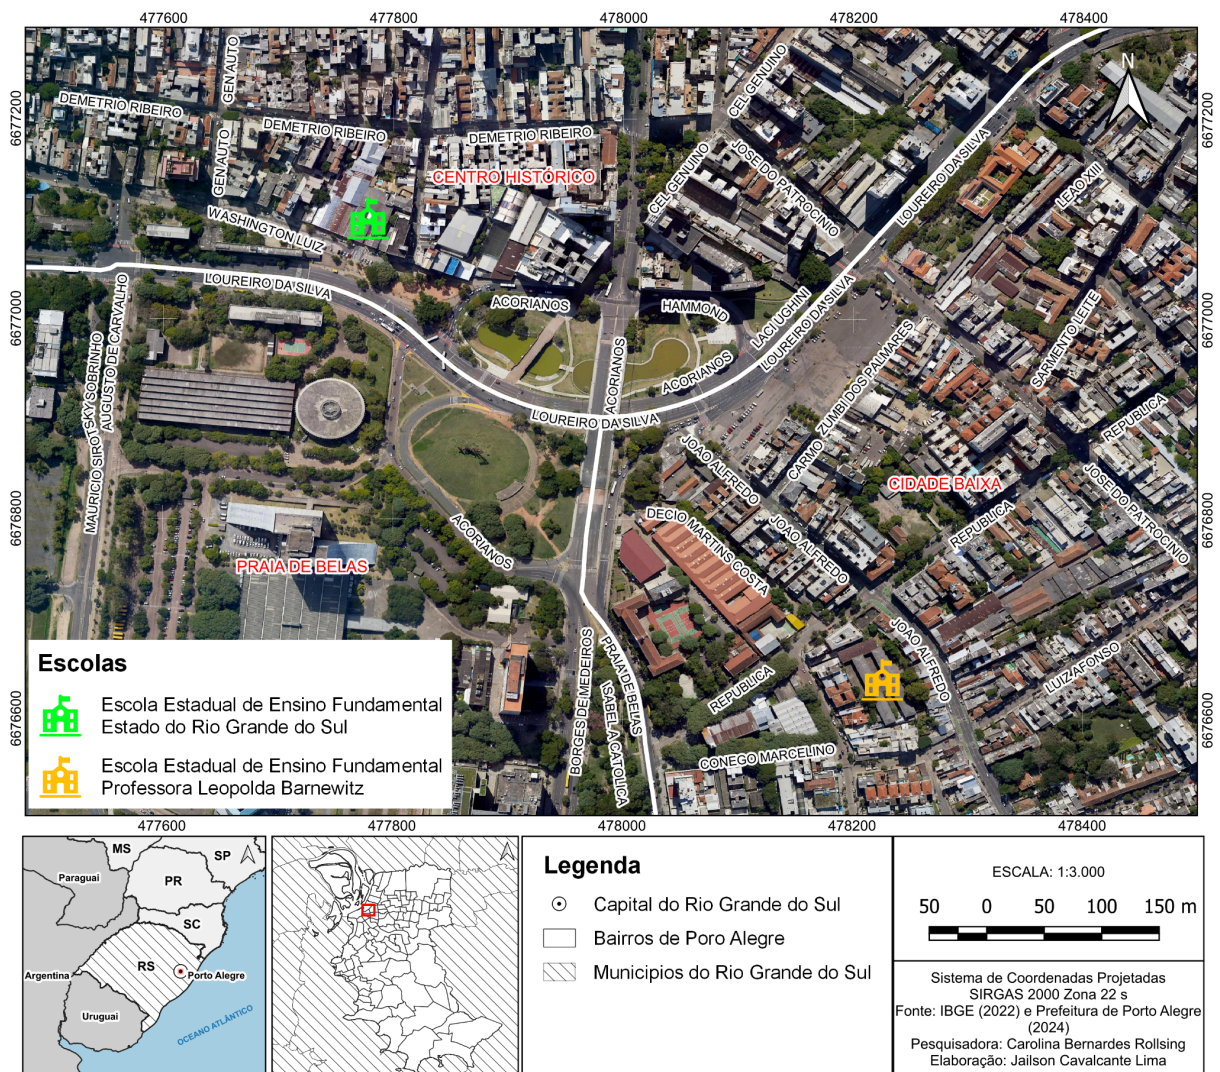 477600 477800 478000 478200 478400
6677200
6677000
6676800
6676600
6677200
6677000
6676800
6676600
N
GENAUTO
DEMETRIO RIBEIRO
DEMETRIO RIBEIRO
DEMETRIO RIBEIRO
GENAUTO
CENTRO HISTÓRICO
WASHINGTON LUIZ
CEL GENUINO
CEL GENUINO
JOSE DO PATROCINIO
LOUREIRO DA SILVA
LEAO XIII
LOUREIRO DA SILVA
ACORIANOS
HAMMOND
LACI UGHINI
LOUREIRO DA SILVA
SARMENTO LEITE
MAURICIO SIROTSKY SOBRINHO
AUGUSTO DE CARVALHO
ACORIANOS
ACORIANOS
LOUREIRO DA SILVA
CARMO ZUMBI DOS PALMARES
REPUBLICA
JOAO ALFREDO
CIDADE BAIXA
JOSE DO PATROCINIO
REPUBLICA
ACORIANOS
DECIO MARTINS COSTA
JOAO ALFREDO
PRAIA DE BELAS
JOAO ALFREDO
LUIZ AFONSO
BORGES DE MEDEIROS
PRAIA DE BELAS
ISABEL A CATOLICA
REPUBLICA
CONEGO MARCELINO
Escolas
Escola Estadual de Ensino Fundamental
Estado do Rio Grande do Sul
Escola Estadual de Ensino Fundamental
Professora Leopolda Barnewitz
477600 477800 478000 478200 478400
MS
SP
Paraguai
PR
SC
RS
Argentina
Porto Alegre
Uruguai
OCEANO ATLÂNTICO
Legenda
Capital do Rio Grande do Sul
Bairros de Poro Alegre
Municipios do Rio Grande do Sul
ESCALA: 1:3.000
50 0 50 100 150 m
Sistema de Coordenadas Projetadas
SIRGAS 2000 Zona 22 s
Fonte: IBGE (2022) e Prefeitura de Porto Alegre
(2024)
Pesquisadora: Carolina Bernardes Rollsing
Elaboração: Jailson Cavalcante Lima